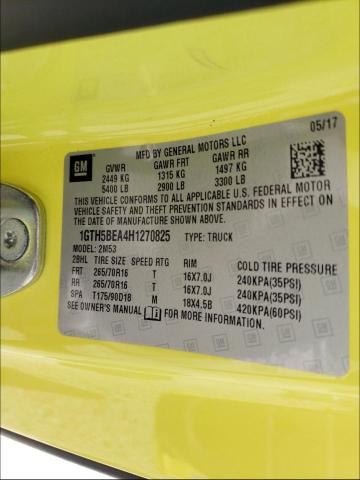 GM
MFD BY GENERAL MOTORS LLC
05/17
GVWR GAWR FRT GAWR RR
2449 KG 1315 KG 1497 KG
5400 LB 2900 LB 3300 LB
THIS VEHICLE CONFORMS TO ALL APPLICABLE U.S. FEDERAL MOTOR
VEHICLE SAFETY AND THEFT PREVENTION STANDARDS IN EFFECT ON
THE DATE OF MANUFACTURE SHOWN ABOVE.
1GTH5BEA4H1270825 TYPE: TRUCK
MODEL: 2M53
2BHL TIRE SIZE SPEED RTG RIM COLD TIRE PRESSURE
FRT 265/70R16 T 16X7.0J 240KPA(35PSI)
RR 265/70R16 T 16X7.0J 240KPA(35PSI)
SPA T175/90D18 M 18X4.5B 420KPA(60PSI)
SEE OWNER'S MANUAL FOR MORE INFORMATION.